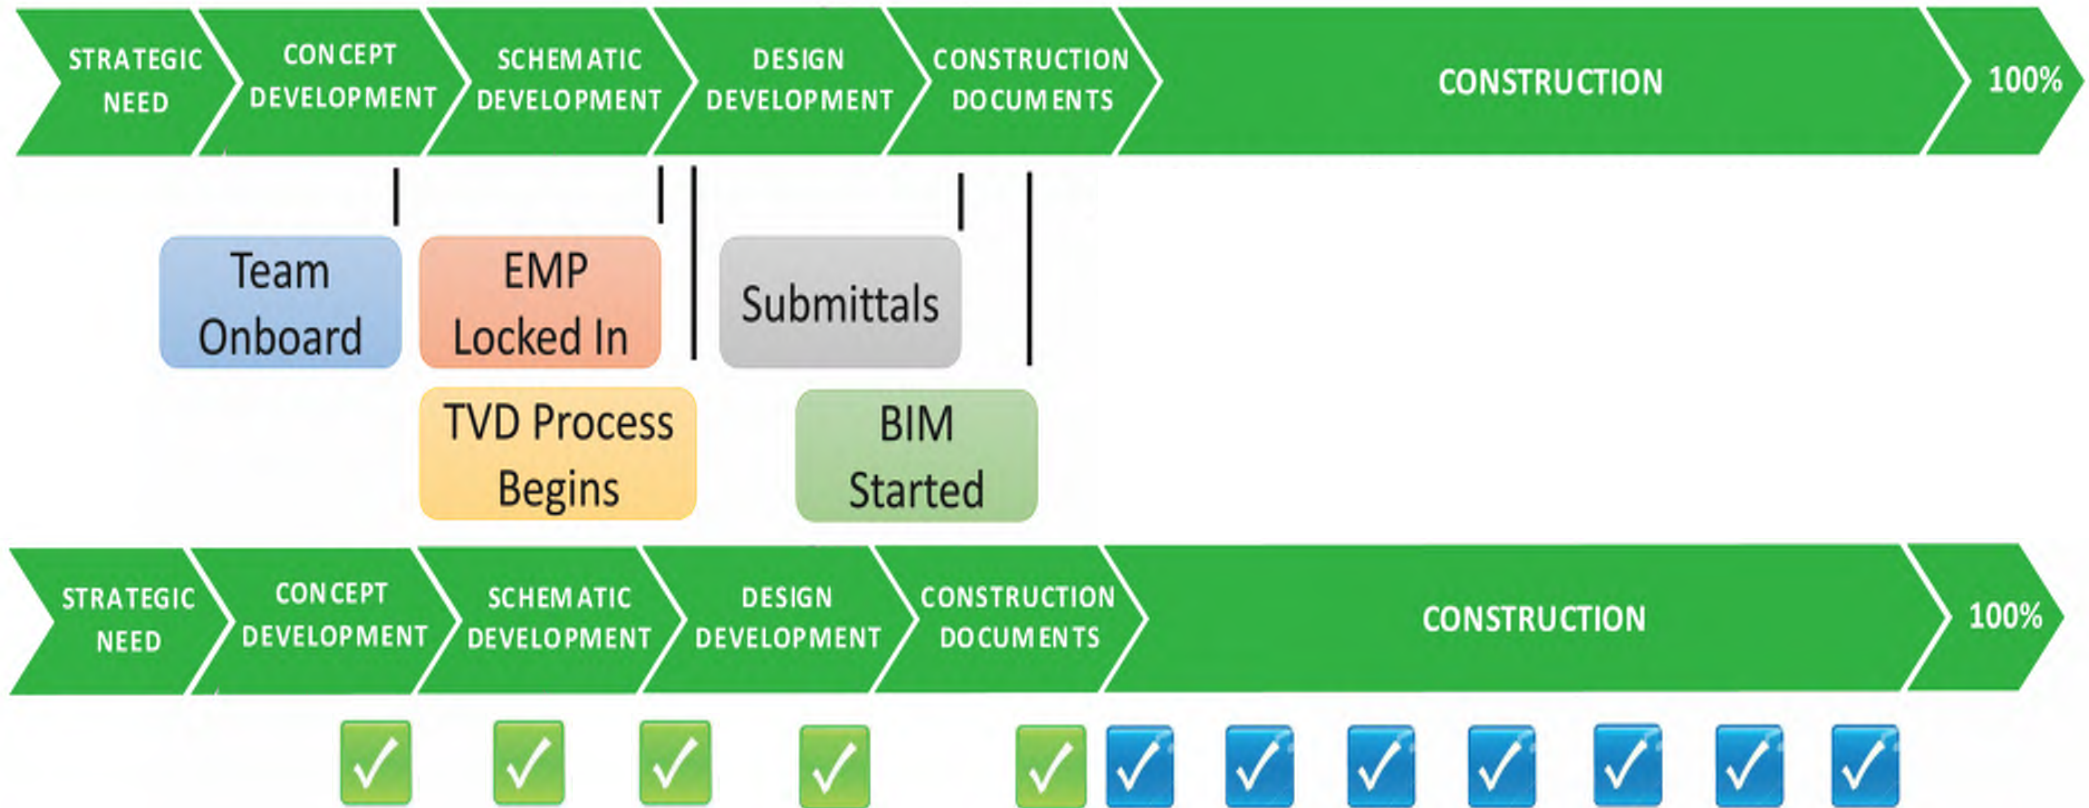 STRATEGIC
NEED
CONCEPT
DEVELOPMENT
SCHEMATIC
DEVELOPMENT
DESIGN
DEVELOPMENT
CONSTRUCTION
DOCUMENTS
CONSTRUCTION
100%
Team
Onboard
EMP
Locked In
Submittals
TVD Process
Begins
BIM
Started
STRATEGIC
NEED
CONCEPT
DEVELOPMENT
SCHEMATIC
DEVELOPMENT
DESIGN
DEVELOPMENT
CONSTRUCTION
DOCUMENTS
CONSTRUCTION
100%